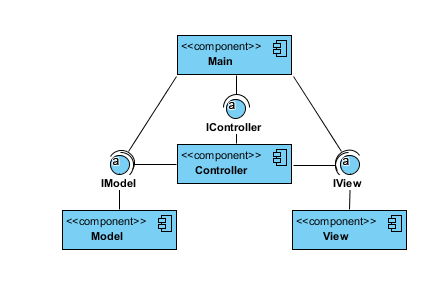 <<component>>
Main
a
IController
<<component>>
Controller
a
IModel
a
IView
<<component>>
Model
<<component>>
View